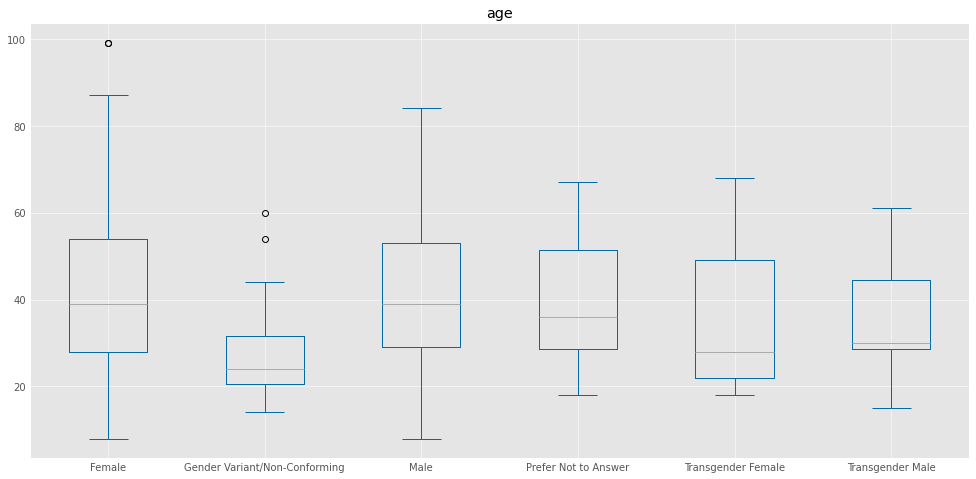 age
100
80
60
40
20
Female Gender Variant/Non-Conforming Male Prefer Not to Answer Transgender Female Transgender Male